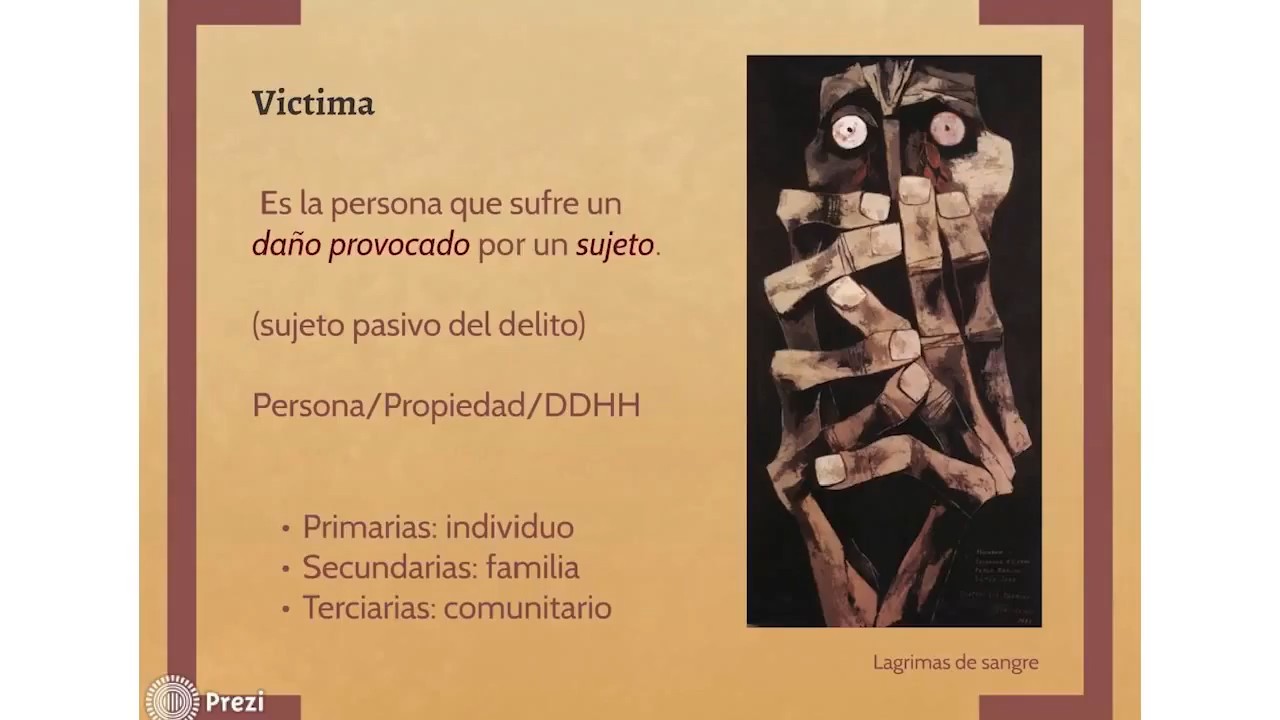 Victima
Es la persona que sufre un
daño provocado por un sujeto.
(sujeto pasivo del delito)
Persona/Propiedad/DDHH
• Primarias: individuo
• Secundarias: familia
• Terciarias: comunitario
Lagrimas de sangre
Prezi